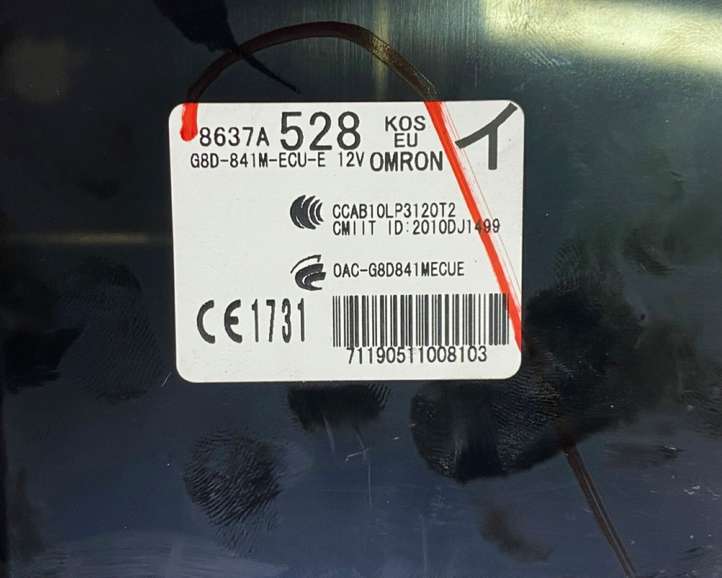 8637A 528 KOS EU イ
G8D-841M-ECU-E 12V OMRON
CCAB10LP3120T2
CMIIT ID:2010DJ1499
OAC-G8D841MECUE
CE1731
71190511008103